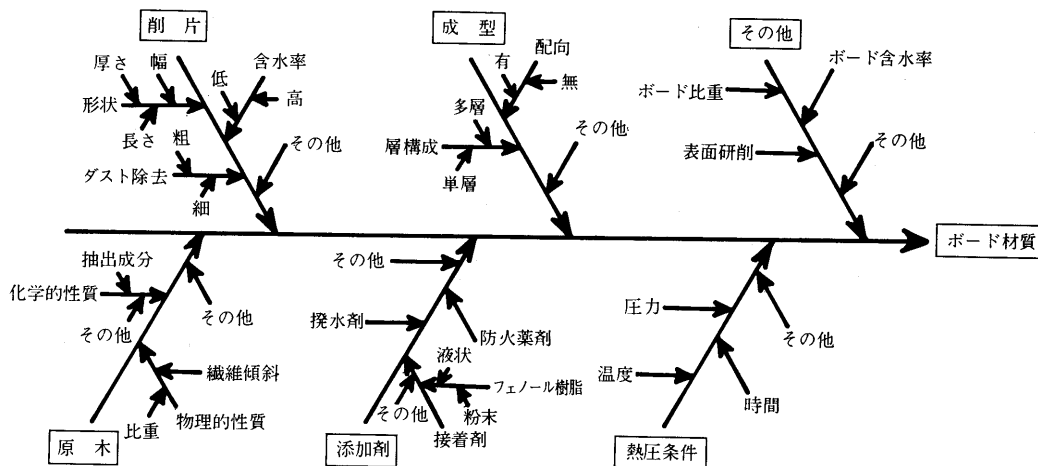 削 片
厚さ
幅
低
含水率
形状
高
長さ
粗
その他
ダスト除去
細
成 型
配向
有
無
多層
その他
層構成
単層
その他
ボード含水率
ボード比重
その他
表面研削
ボード材質
抽出成分
化学的性質
その他
その他
繊維傾斜
比重
物理的性質
原 木
その他
撥水剤
防火薬剤
液状
フェノール樹脂
その他
粉末
接着剤
添加剤
圧力
その他
温度
時間
熱圧条件